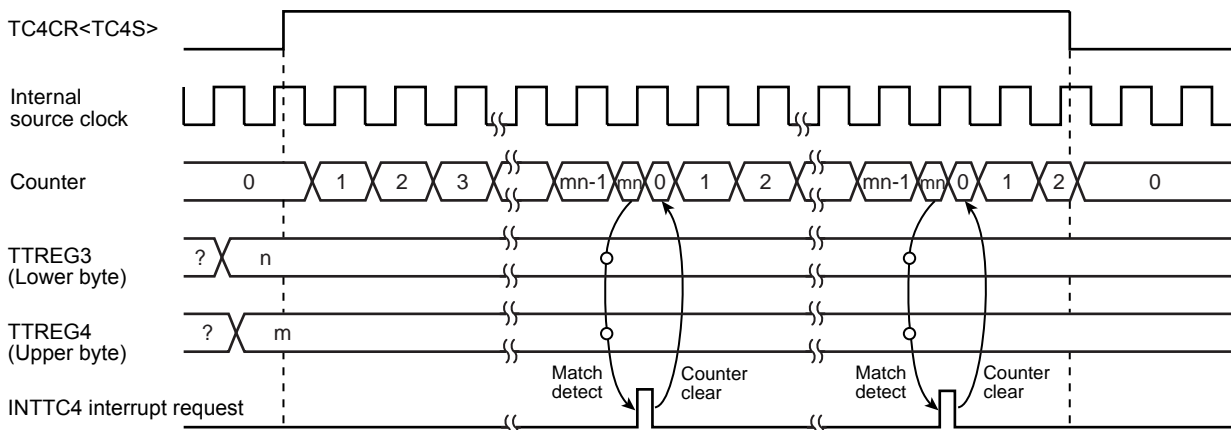 TC4CR<TC4S>
Internal
source clock
Counter
0 1 2 3 mn-1 mn 0 1 2 mn-1 mn 0 1 2 0
TTREG3
(Lower byte)
? n
TTREG4
(Upper byte)
? m
Match
detect
Counter
clear
Match
detect
Counter
clear
INTTC4 interrupt request